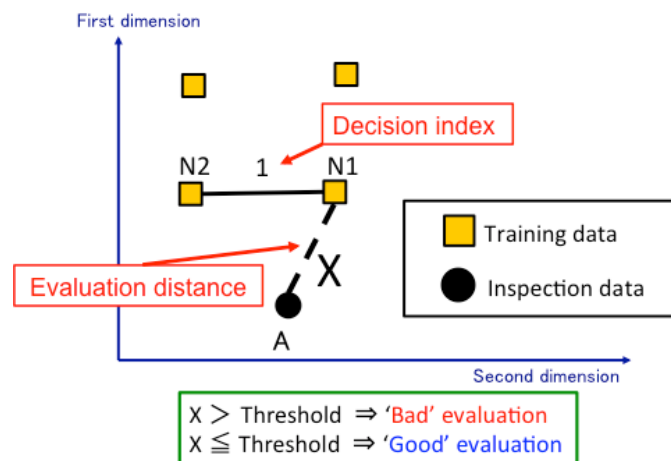 First dimension
Decision index
N2
1
N1
Training data
Evaluation distance
X
Inspection data
A
Second dimension
X > Threshold ⇒ 'Bad' evaluation
X ≦ Threshold ⇒ 'Good' evaluation